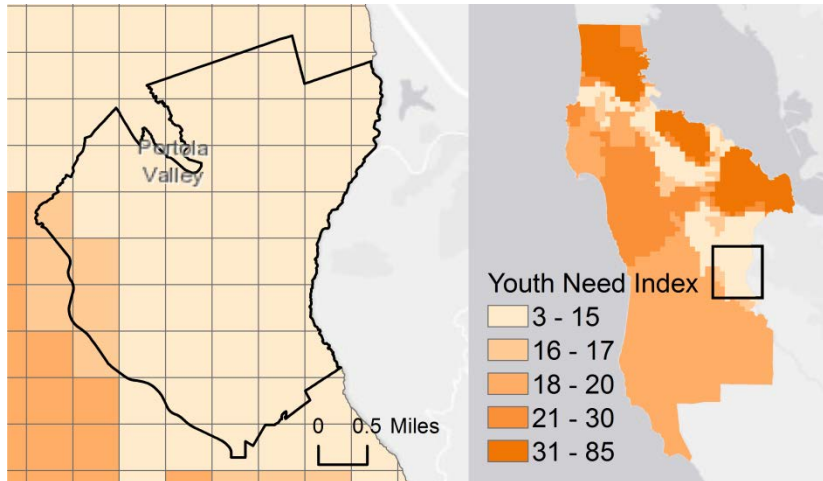 Portola
Valley
0 0.5 Miles
Youth Need Index
3 - 15
16 - 17
18 - 20
21 - 30
31 - 85